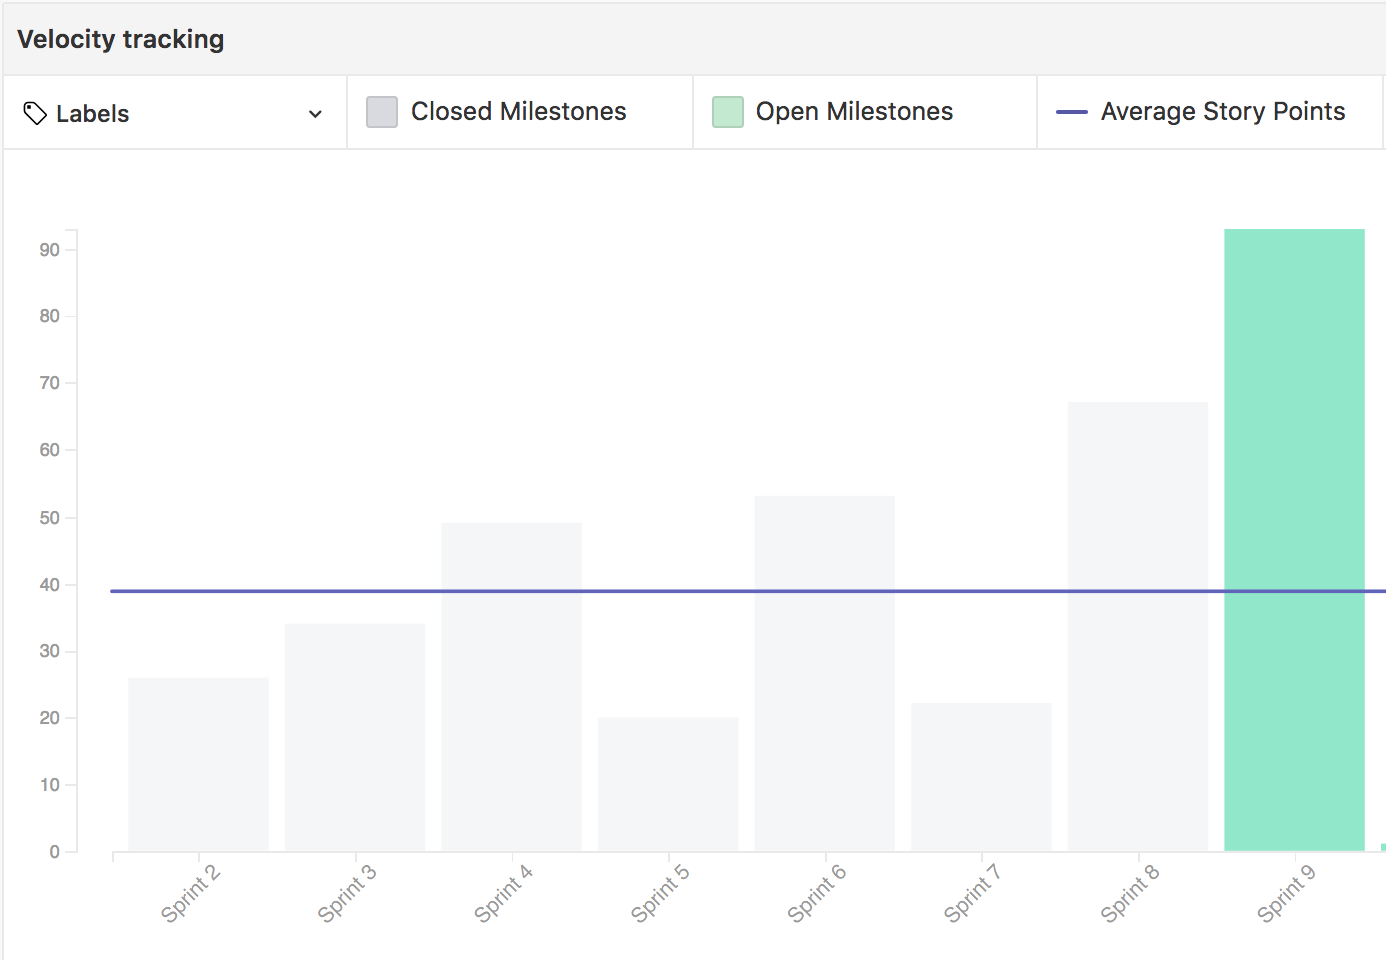 Velocity tracking
Labels
Closed Milestones
Open Milestones
Average Story Points
90
80
70
60
50
40
30
20
10
0
Sprint 2
Sprint 3
Sprint 4
Sprint 5
Sprint 6
Sprint 7
Sprint 8
Sprint 9